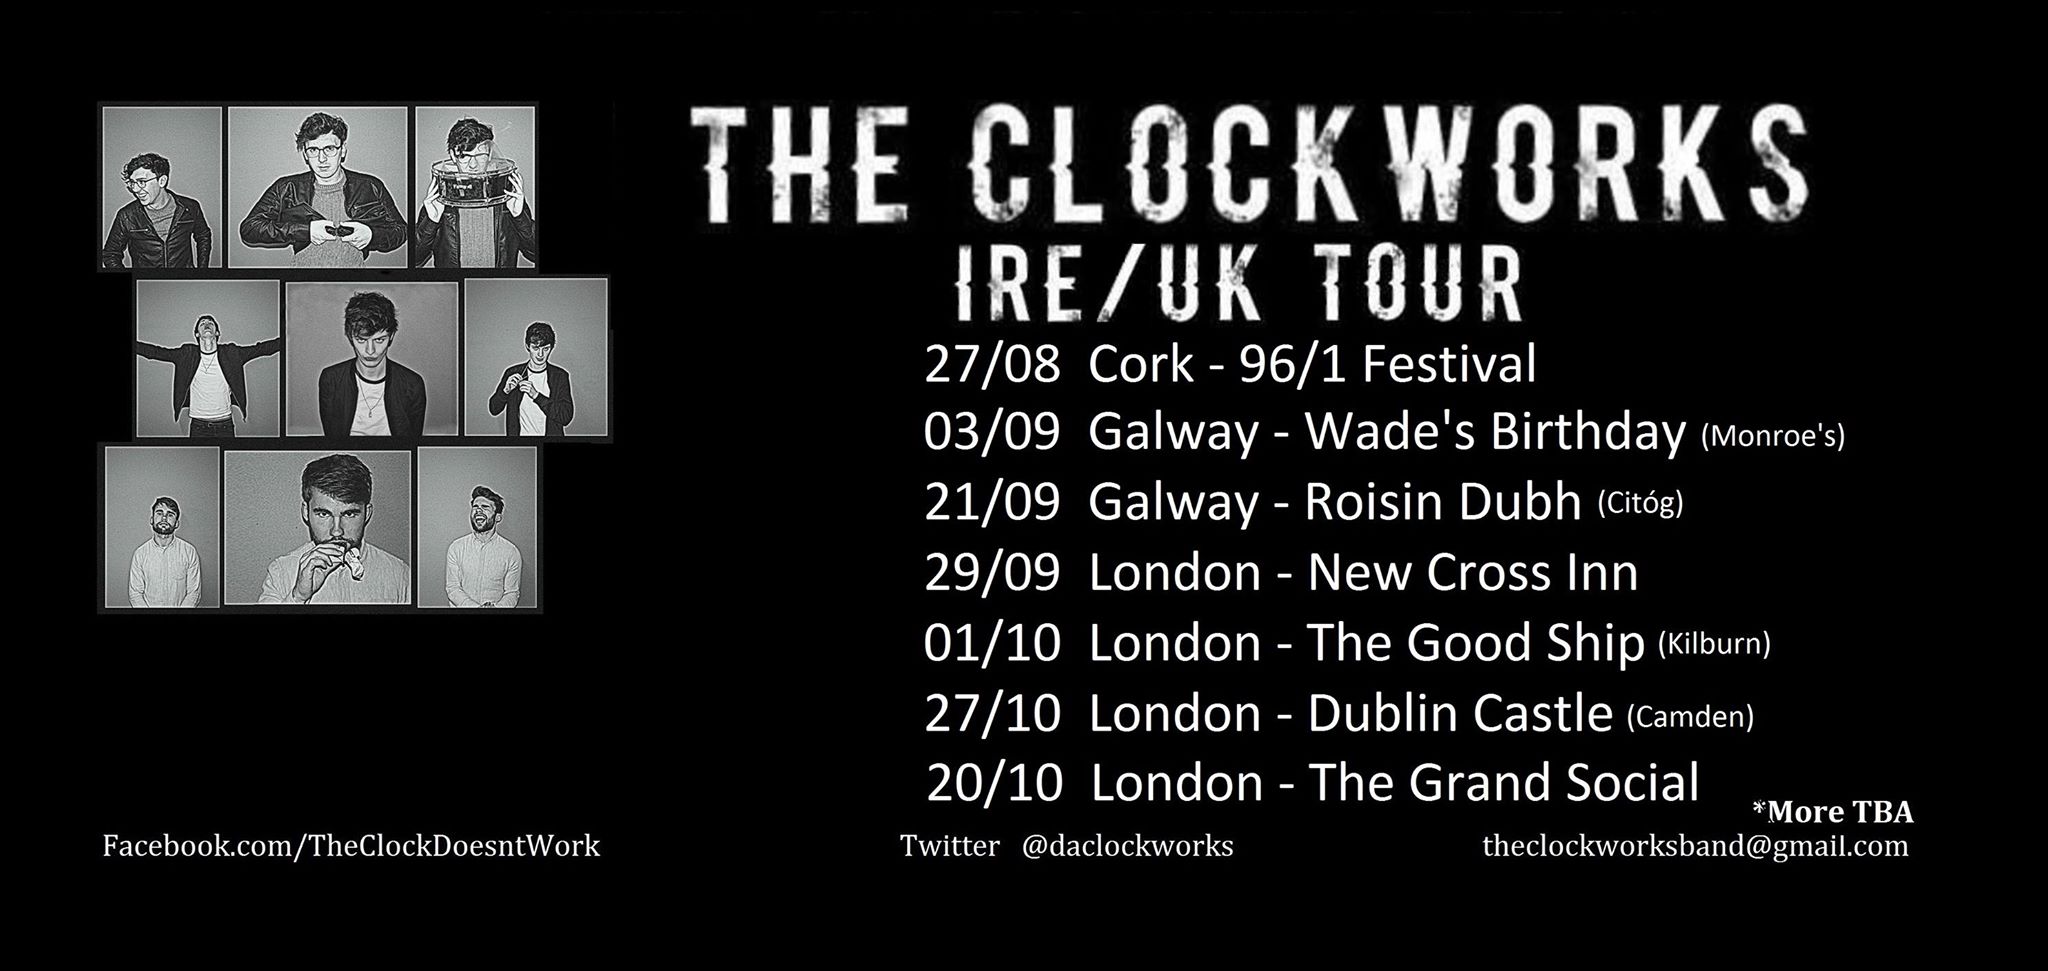 THE CLOCKWORKS
IRE/UK TOUR
27/08 Cork - 96/1 Festival
03/09 Galway - Wade's Birthday (Monroe's)
21/09 Galway - Roisin Dubh (Citóg)
29/09 London - New Cross Inn
01/10 London - The Good Ship (Kilburn)
27/10 London - Dublin Castle (Camden)
20/10 London - The Grand Social
*More TBA
Facebook.com/TheClockDoesntWork Twitter @daclockworks theclockworksband@gmail.com